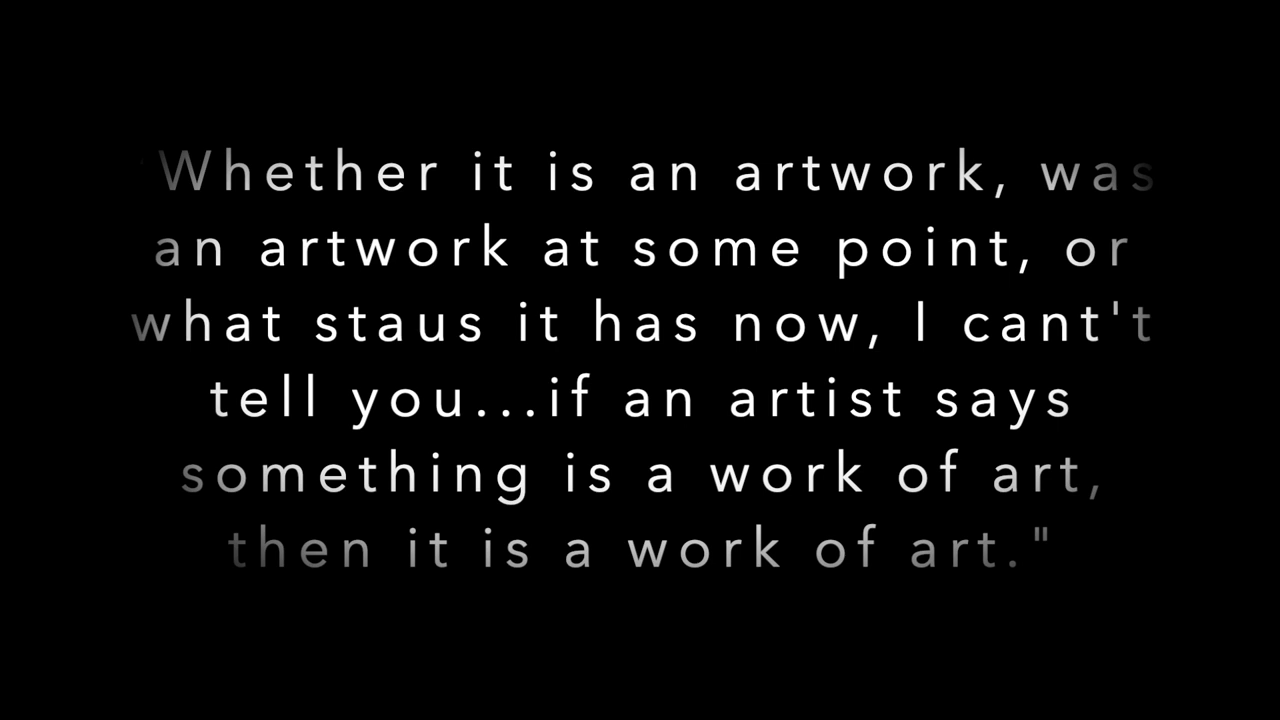 "Whether it is an artwork, was
an artwork at some point, or
what staus it has now, I cant't
tell you...if an artist says
something is a work of art,
then it is a work of art."